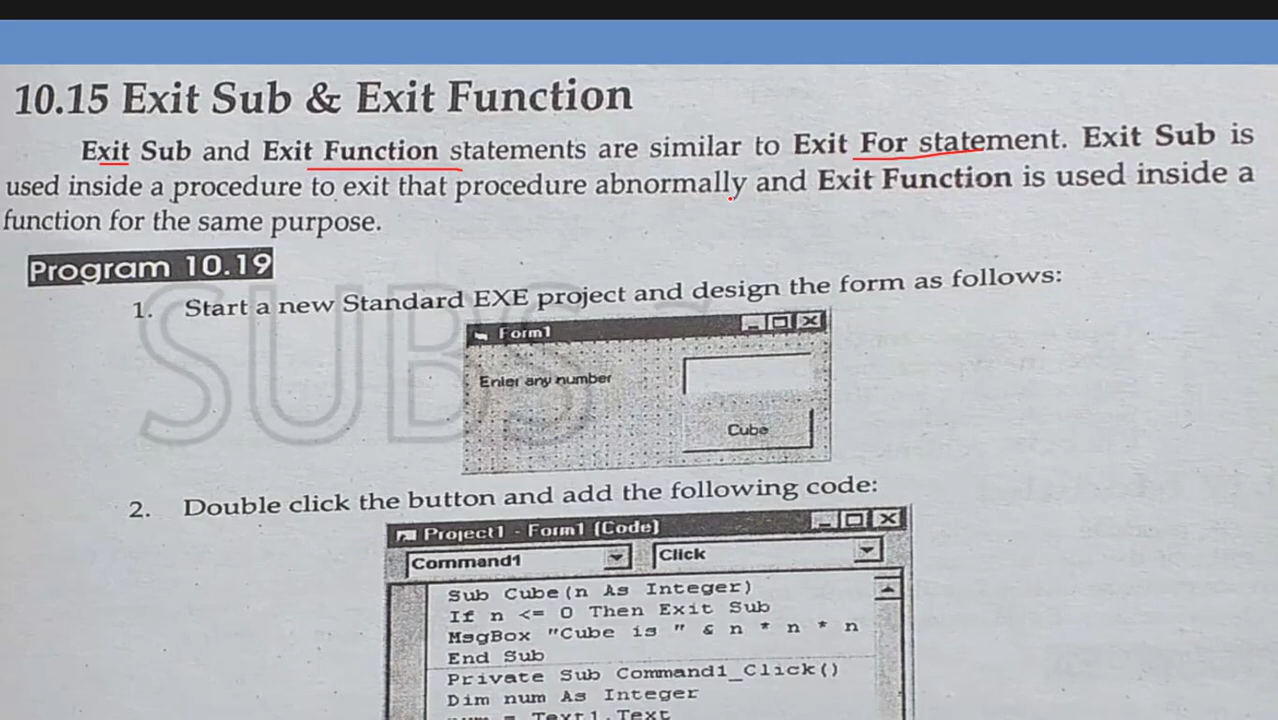 10.15 Exit Sub & Exit Function
Exit Sub and Exit Function statements are similar to Exit For statement. Exit Sub is
used inside a procedure to exit that procedure abnormally and Exit Function is used inside a
function for the same purpose.
Program 10.19
1. Start a new Standard EXE project and design the form as follows:
Form1
Enter any number
Cube
SUBS
2. Double click the button and add the following code:
Project1 - Form1 (Code)
Command1 Click
Sub Cube(n As Integer)
If n <= 0 Then Exit Sub
MsgBox "Cube is " & n * n * n
End Sub
Private Sub Command1_Click()
Dim num As Integer
num = Text1.Text